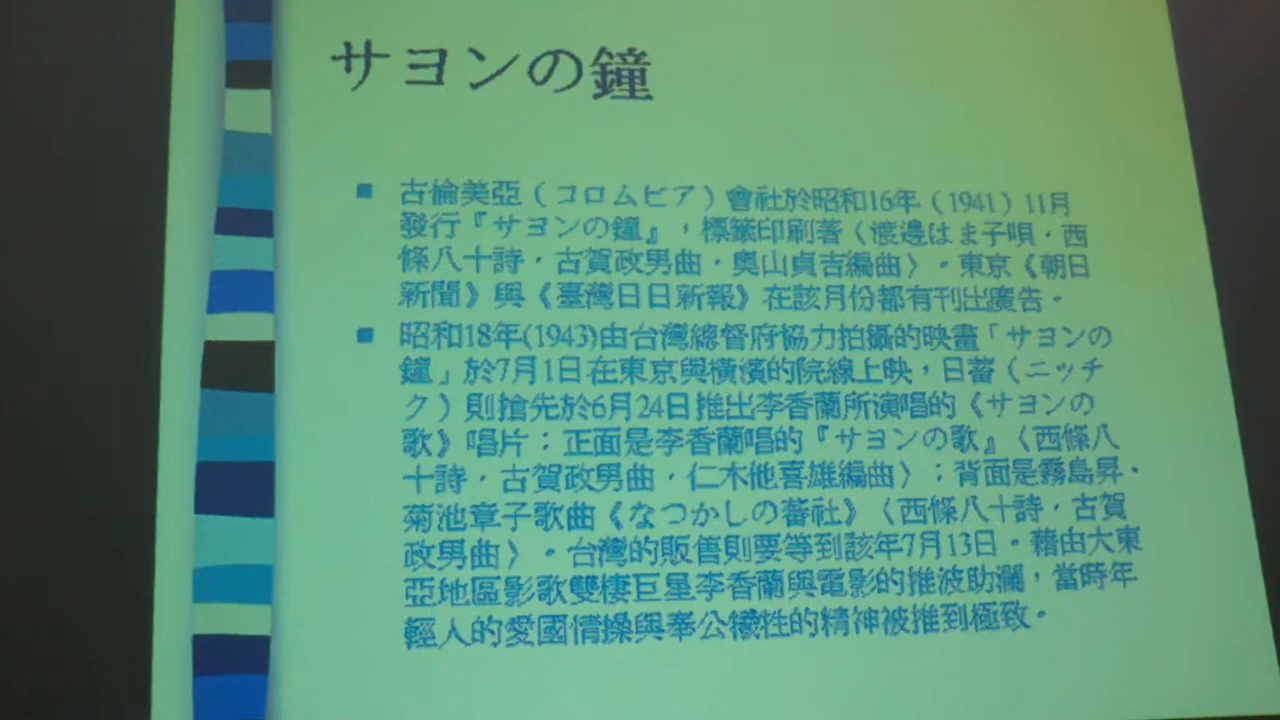 サヨンの鐘
■ 古倫美亞（コロムビア）會社於昭和16年（1941）11月
發行『サヨンの鐘』，標籤印刷著〈渡邊はま子唄．西
條八十詩．古賀政男曲．奧山貞吉編曲〉。東京《朝日
新聞》與《臺灣日日新報》在該月份都有刊出廣告。
■ 昭和18年(1943)由台灣總督府協力拍攝的映畫「サヨンの
鐘」於7月1日在東京與橫濱的院線上映，日蓄（ニッチ
ク）則搶先於6月24日推出李香蘭所演唱的《サヨンの
歌》唱片；正面是李香蘭唱的『サヨンの歌』〈西條八
十詩．古賀政男曲．仁木他喜雄編曲〉；背面是霧島昇．
菊池章子歌曲《なつかしの蕃社》〈西條八十詩．古賀
政男曲〉。台灣的販售則要等到該年7月13日。藉由大東
亞地區影歌雙棲巨星李香蘭與電影的推波助瀾，當時年
輕人的愛國情操與奉公犧牲的精神被推到極致。